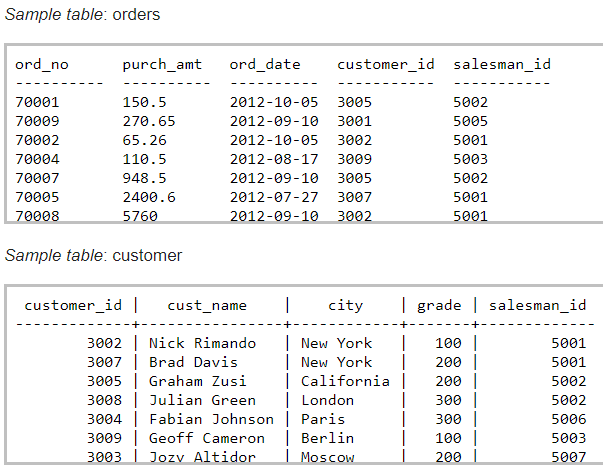 Sample table: orders
ord_no purch_amt ord_date customer_id salesman_id
---------- ---------- ---------- ----------- -----------
70001 150.5 2012-10-05 3005 5002
70009 270.65 2012-09-10 3001 5005
70002 65.26 2012-10-05 3002 5001
70004 110.5 2012-08-17 3009 5003
70007 948.5 2012-09-10 3005 5002
70005 2400.6 2012-07-27 3007 5001
70008 5760 2012-09-10 3002 5001
Sample table: customer
customer_id | cust_name | city | grade | salesman_id
-------------+----------------+------------+-------+-------------
3002 | Nick Rimando | New York | 100 | 5001
3007 | Brad Davis | New York | 200 | 5001
3005 | Graham Zusi | California | 200 | 5002
3008 | Julian Green | London | 300 | 5002
3004 | Fabian Johnson | Paris | 300 | 5006
3009 | Geoff Cameron | Berlin | 100 | 5003
3003 | Jozy Altidor | Moscow | 200 | 5007